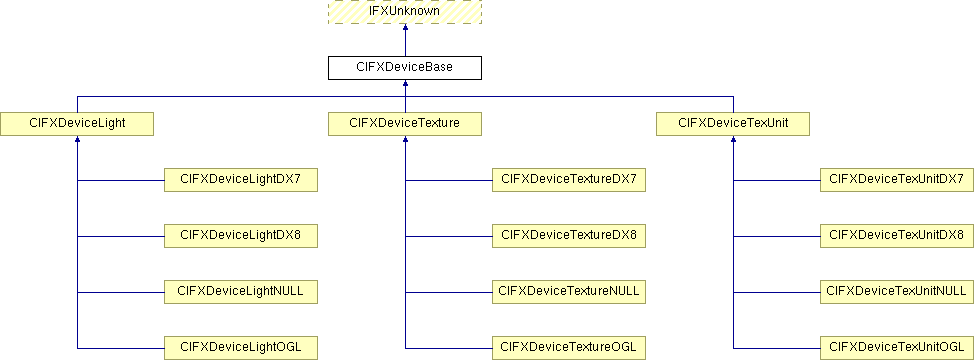 IFXUnknown
CIFXDeviceBase
CIFXDeviceLight
CIFXDeviceTexture
CIFXDeviceTexUnit
CIFXDeviceLightDX7
CIFXDeviceTextureDX7
CIFXDeviceTexUnitDX7
CIFXDeviceLightDX8
CIFXDeviceTextureDX8
CIFXDeviceTexUnitDX8
CIFXDeviceLightNULL
CIFXDeviceTextureNULL
CIFXDeviceTexUnitNULL
CIFXDeviceLightOGL
CIFXDeviceTextureOGL
CIFXDeviceTexUnitOGL